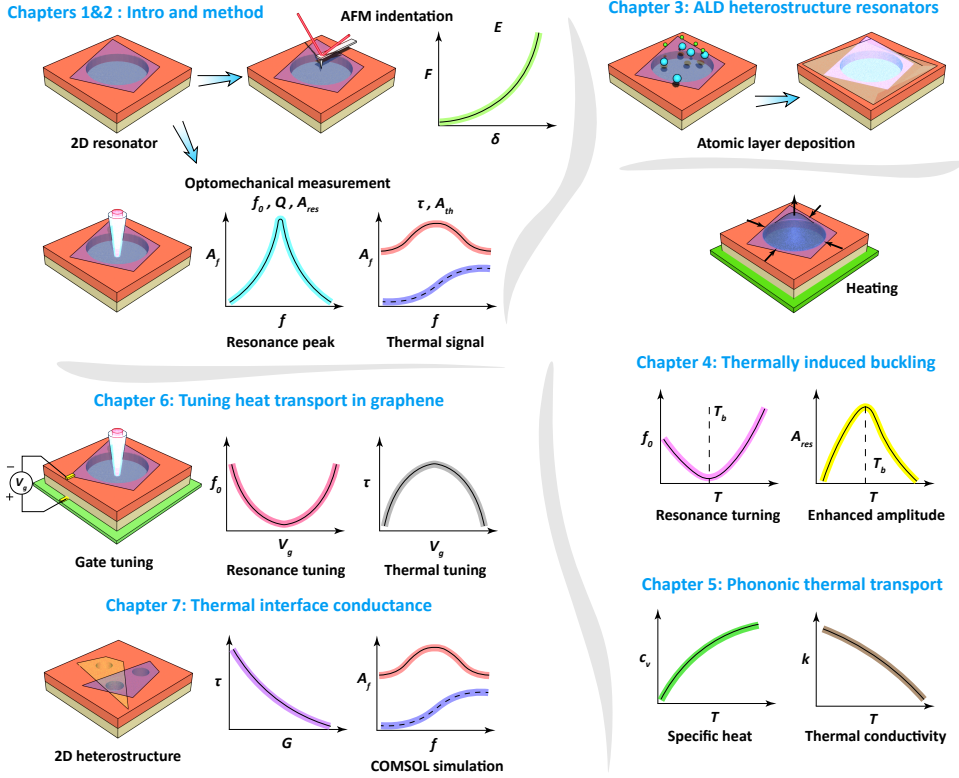 Chapters 1&2 : Intro and method
AFM indentation
E
F
δ
2D resonator
Optomechanical measurement
f0 , Q , Ares
Af
f
Resonance peak
τ , Ath
Af
f
Thermal signal
Chapter 3: ALD heterostructure resonators
Atomic layer deposition
Heating
Chapter 4: Thermally induced buckling
f0
Tb
T
Resonance turning
Ares
Tb
T
Enhanced amplitude
Chapter 5: Phononic thermal transport
cv
T
Specific heat
k
T
Thermal conductivity
Chapter 6: Tuning heat transport in graphene
−
Vg
+
Gate tuning
f0
Vg
Resonance tuning
τ
Vg
Thermal tuning
Chapter 7: Thermal interface conductance
2D heterostructure
τ
G
Af
f
COMSOL simulation